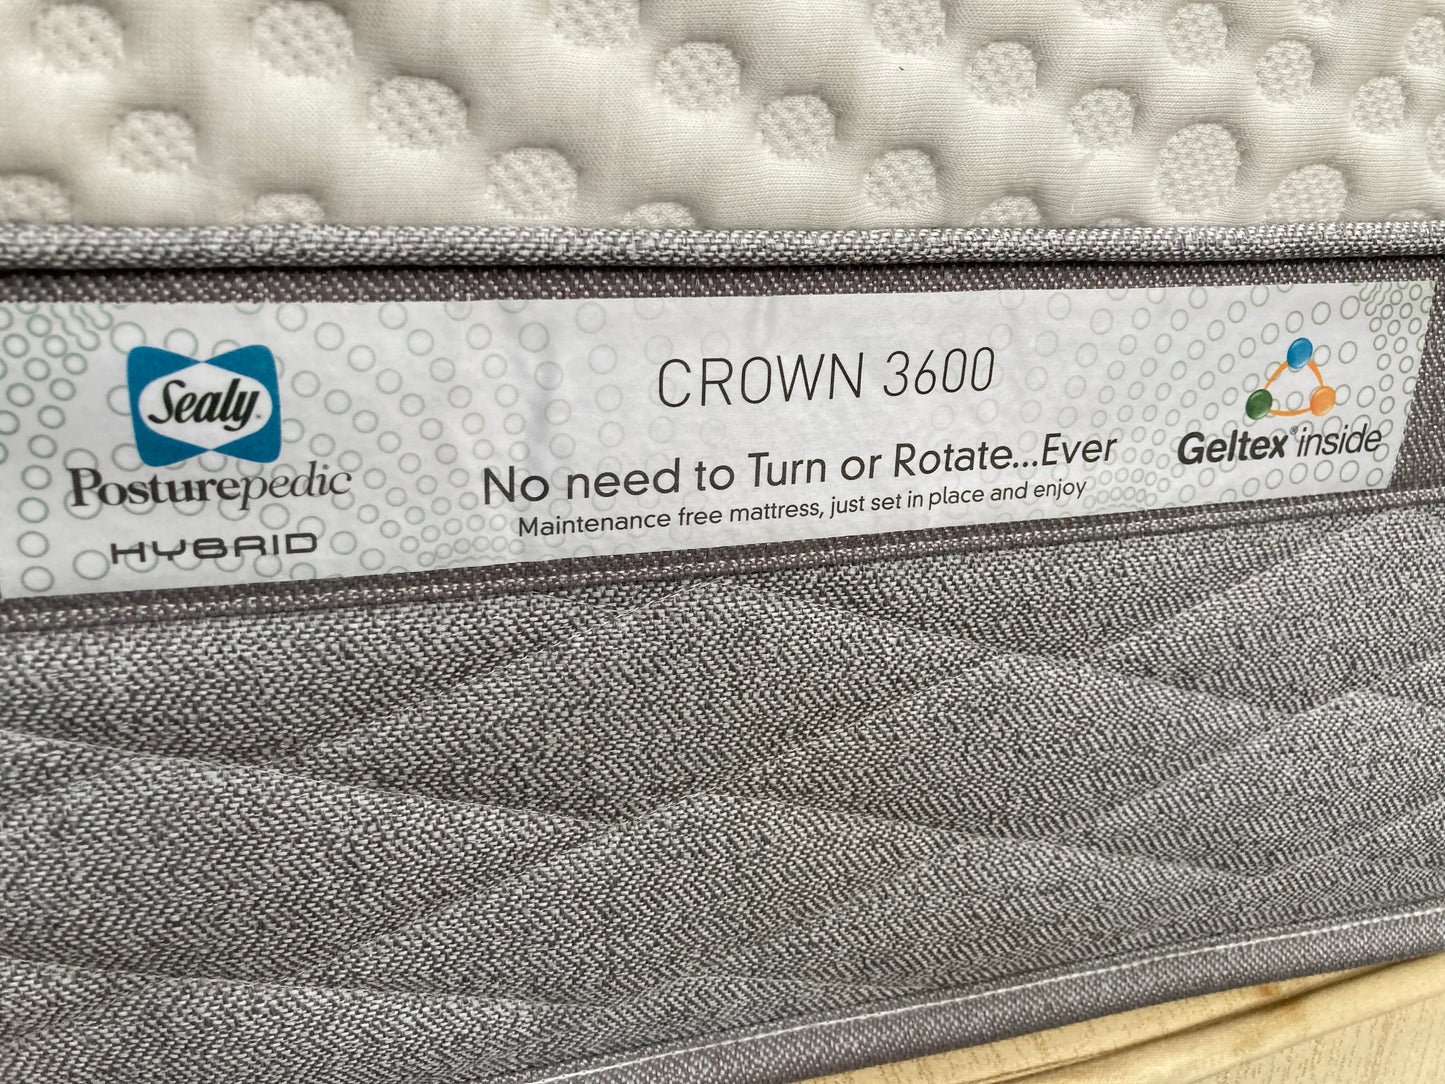 Sealy
Posturepedic
HYBRID
CROWN 3600
No need to Turn or Rotate...Ever
Maintenance free mattress, just set in place and enjoy
Geltex® inside